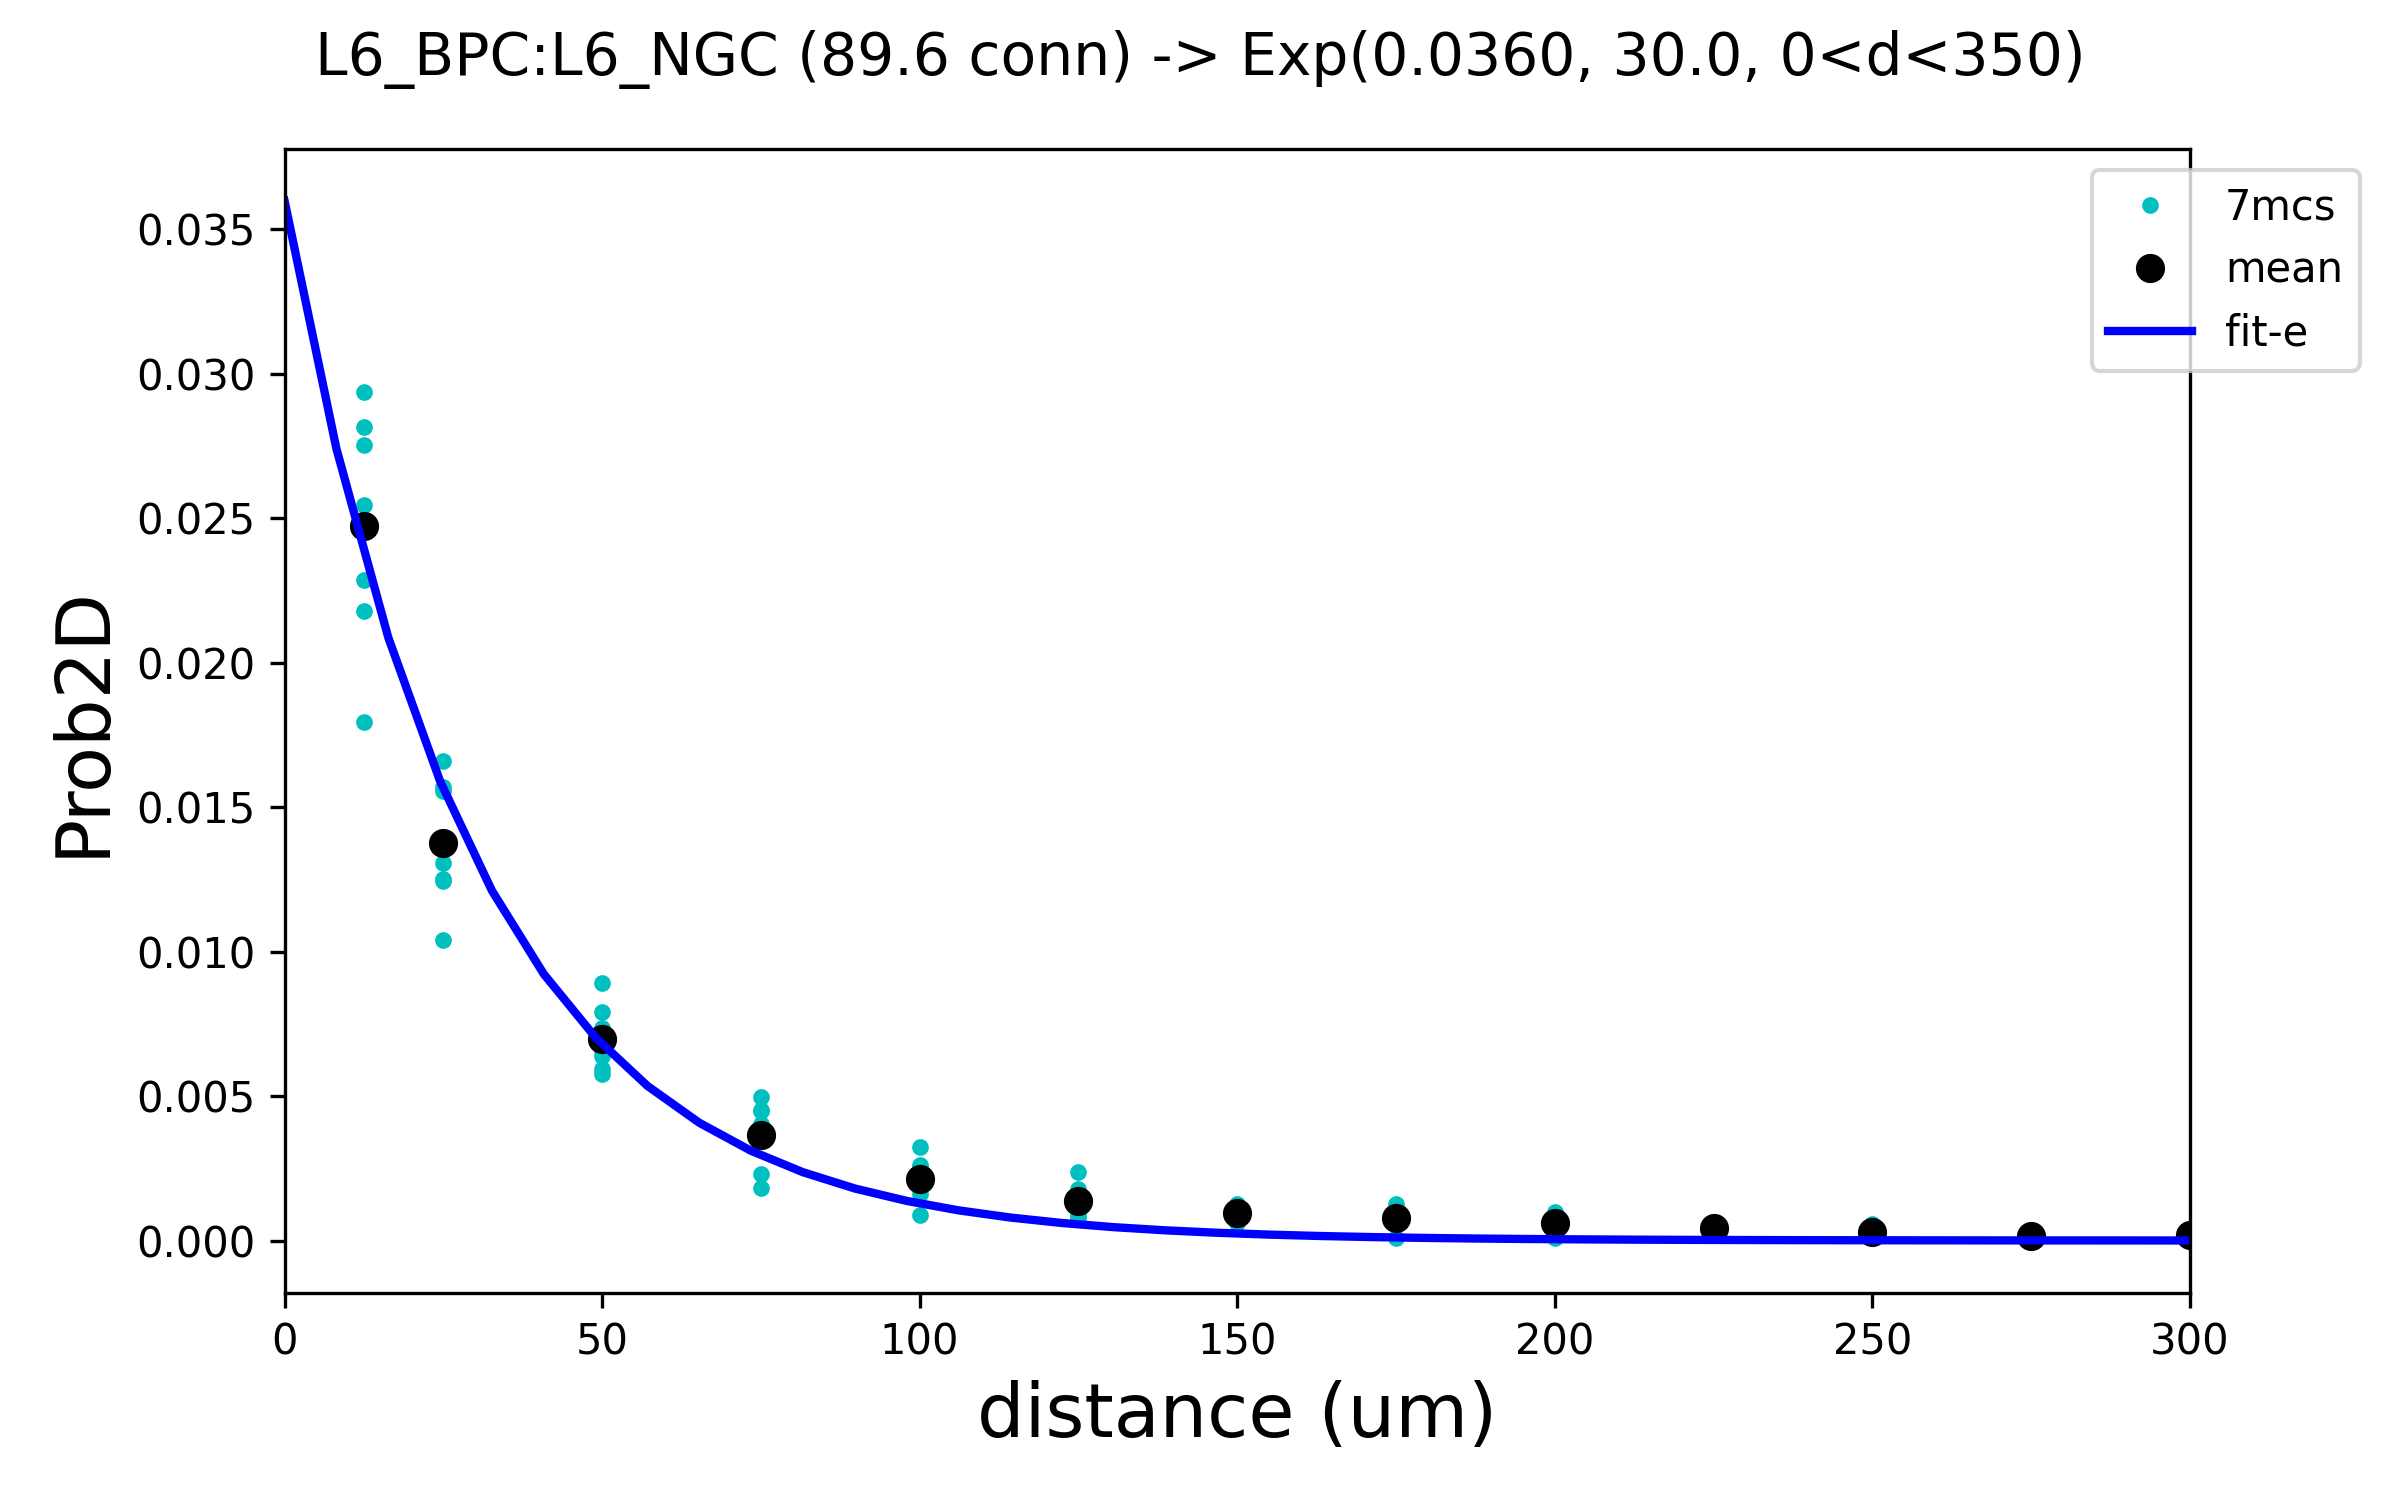 L6_BPC:L6_NGC (89.6 conn) -> Exp(0.0360, 30.0, 0<d<350)
7mcs
mean
fit-e
Prob2D
0.035
0.030
0.025
0.020
0.015
0.010
0.005
0.000
0 50 100 150 200 250 300
distance (um)